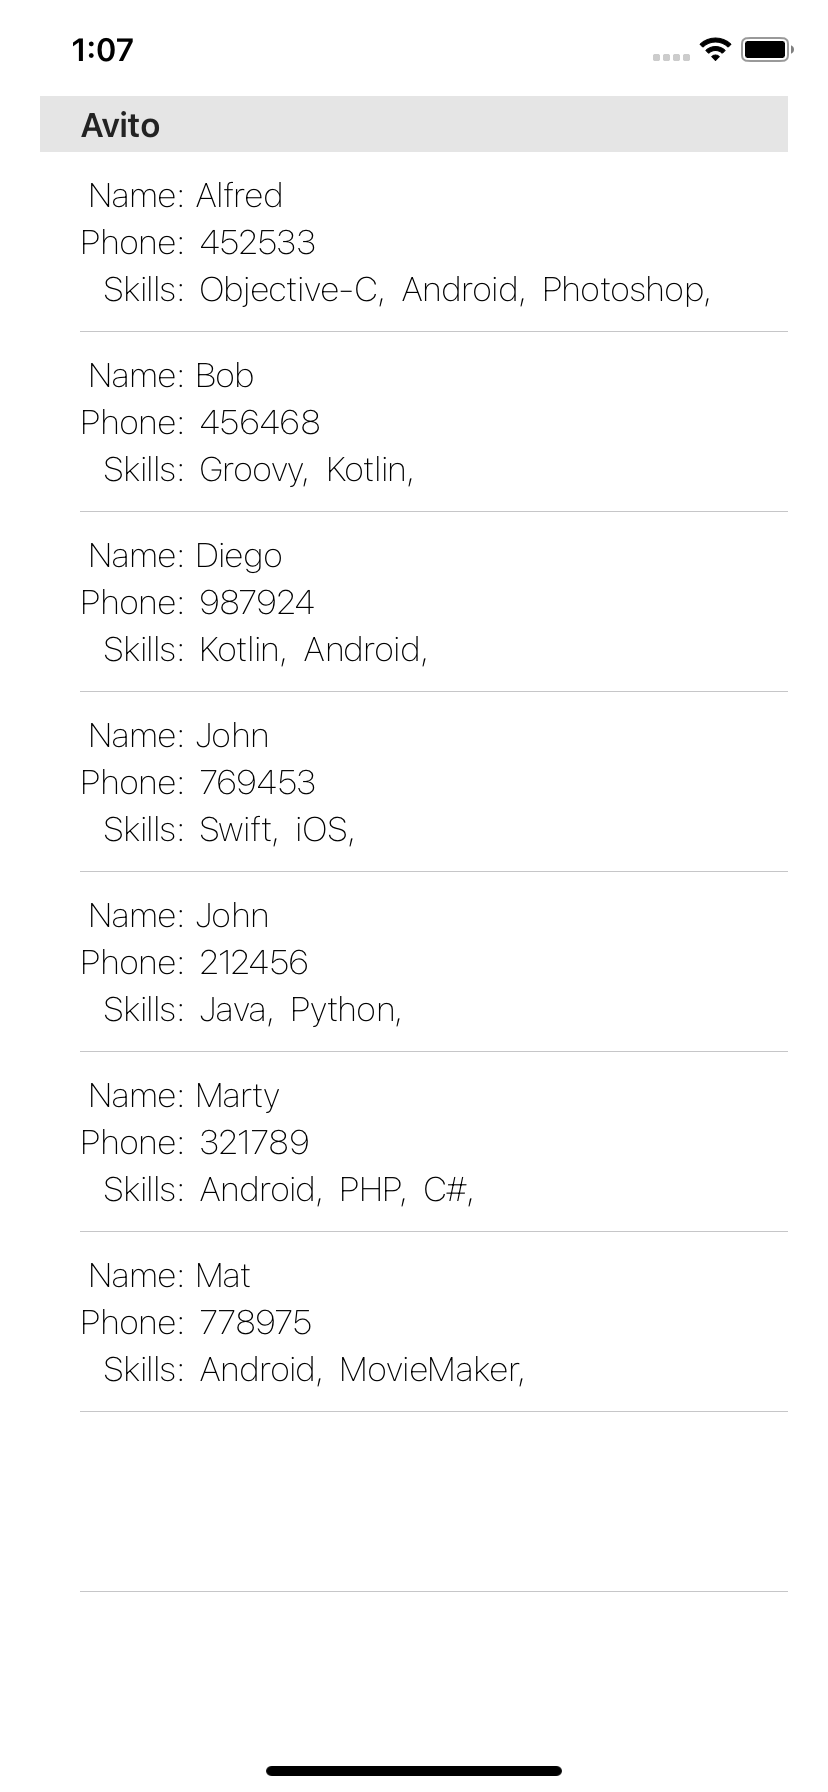 1:07
Avito
Name: Alfred
Phone: 452533
Skills: Objective-C, Android, Photoshop,
Name: Bob
Phone: 456468
Skills: Groovy, Kotlin,
Name: Diego
Phone: 987924
Skills: Kotlin, Android,
Name: John
Phone: 769453
Skills: Swift, iOS,
Name: John
Phone: 212456
Skills: Java, Python,
Name: Marty
Phone: 321789
Skills: Android, PHP, C#,
Name: Mat
Phone: 778975
Skills: Android, MovieMaker,